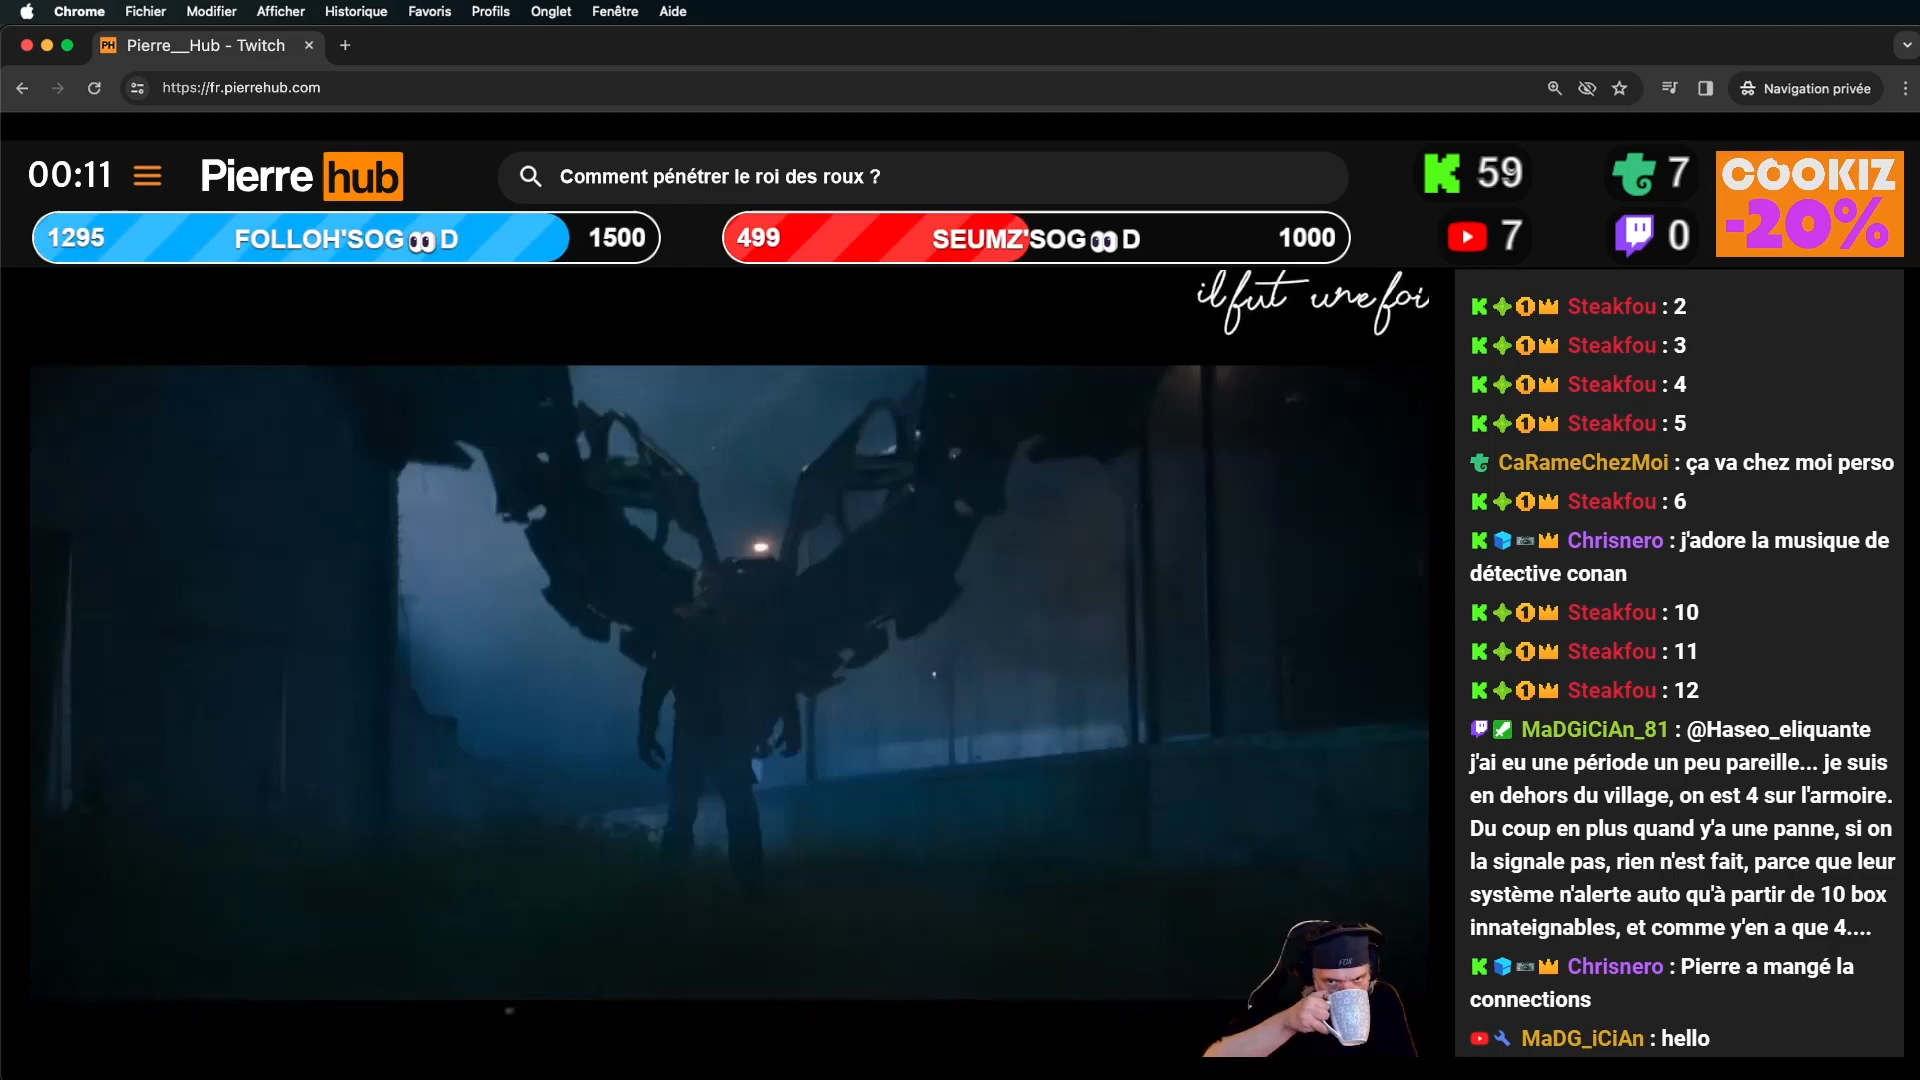 Chrome Fichier Modifier Afficher Historique Favoris Profils Onglet Fenêtre Aide
PH Pierre__Hub - Twitch
https://fr.pierrehub.com
Navigation privée
00:11 Pierre hub Comment pénétrer le roi des roux ? 59 7 COOKIZ
-20%
1295 FOLLOH'SOG👀D 1500 499 SEUMZ'SOG👀D 1000 7 0
il fut une foi
Steakfou : 2
Steakfou : 3
Steakfou : 4
Steakfou : 5
CaRameChezMoi : ça va chez moi perso
Steakfou : 6
Chrisnero : j'adore la musique de
détective conan
Steakfou : 10
Steakfou : 11
Steakfou : 12
MaDGiCiAn_81 : @Haseo_eliquante
j'ai eu une période un peu pareille... je suis
en dehors du village, on est 4 sur l'armoire.
Du coup en plus quand y'a une panne, si on
la signale pas, rien n'est fait, parce que leur
système n'alerte auto qu'à partir de 10 box
innateignables, et comme y'en a que 4....
Chrisnero : Pierre a mangé la
connections
MaDG_iCiAn : hello
FOX